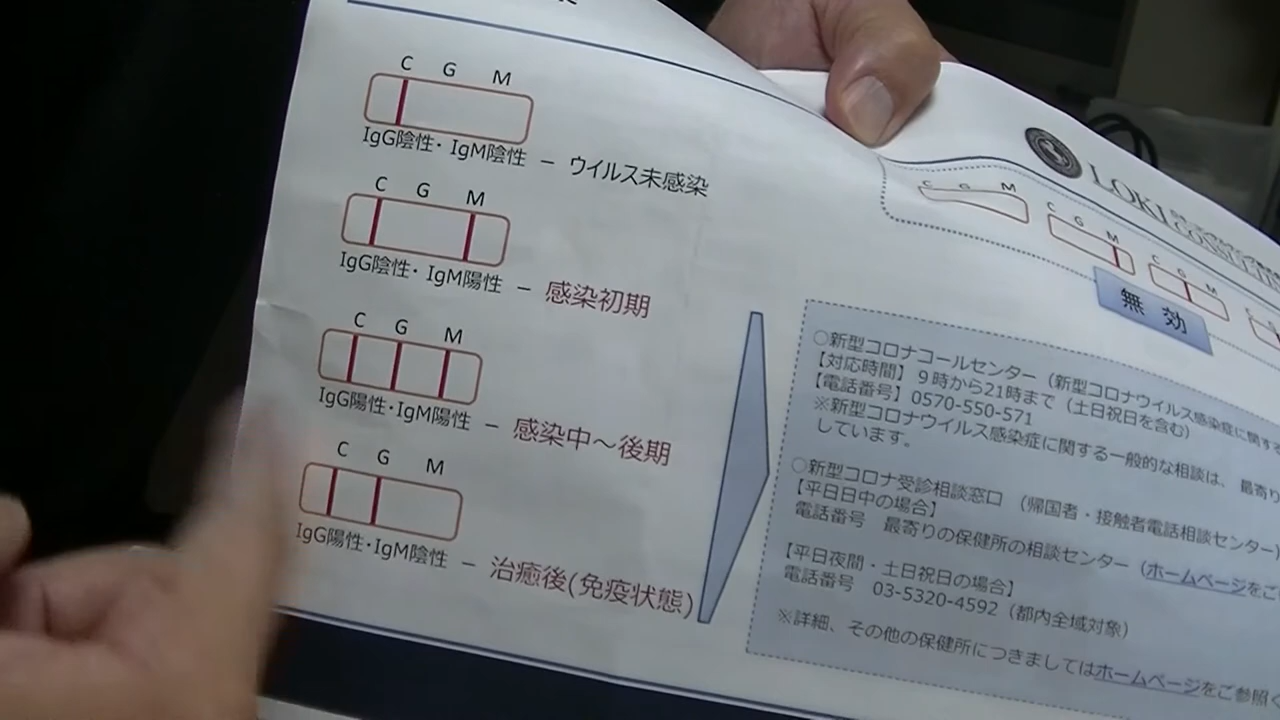 C G M
IgG陰性・IgM陰性 － ウイルス未感染
C G M
IgG陰性・IgM陽性 － 感染初期
C G M
IgG陽性・IgM陽性 － 感染中～後期
C G M
IgG陽性・IgM陰性 － 治癒後(免疫状態)
LOKI
C G M
C G M
C G M
無 効
○新型コロナコールセンター（新型コロナウイルス感染症に関する
【対応時間】9時から21時まで（土日祝日を含む）
【電話番号】0570-550-571
※新型コロナウイルス感染症に関する一般的な相談は、最寄り
しています。
○新型コロナ受診相談窓口 （帰国者・接触者電話相談センター）
【平日日中の場合】
電話番号 最寄りの保健所の相談センター（ホームページをご
【平日夜間・土日祝日の場合】
電話番号 03-5320-4592（都内全域対象）
※詳細、その他の保健所につきましてはホームページをご参照く